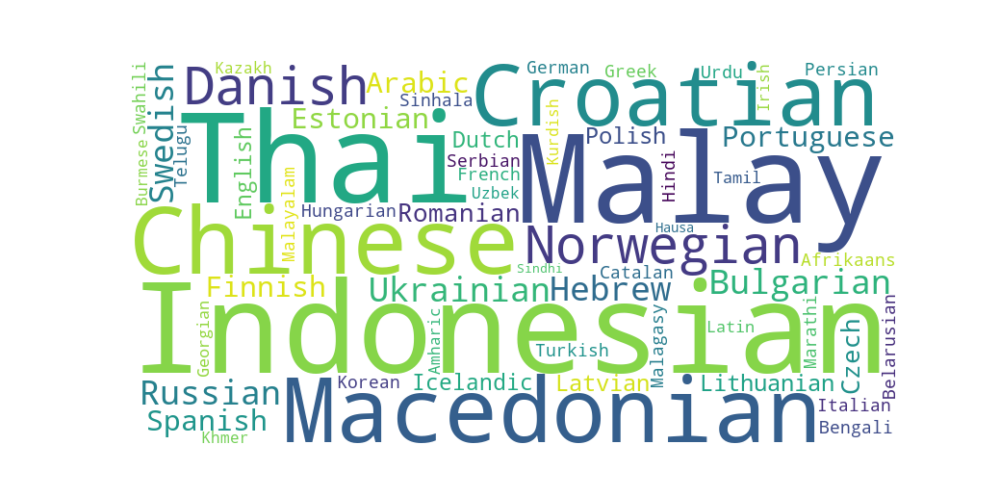 Kazakh
German
Greek
Urdu
Persian
Irish
Swahili
Swedish
Danish
Arabic
Sinhala
Croatian
Estonian
Thai
Telugu
Burmese
English
Dutch
Serbian
French
Uzbek
Kurdish
Polish
Portuguese
Malay
Hindi
Tamil
Malayalam
Hungarian
Romanian
Chinese
Norwegian
Hausa
Afrikaans
Sindhi
Catalan
Finnish
Ukrainian
Hebrew
Bulgarian
Indonesian
Georgian
Amharic
Turkish
Malagasy
Latin
Marathi
Czech
Belarusian
Russian
Korean
Icelandic
Latvian
Lithuanian
Macedonian
Italian
Spanish
Khmer
Bengali